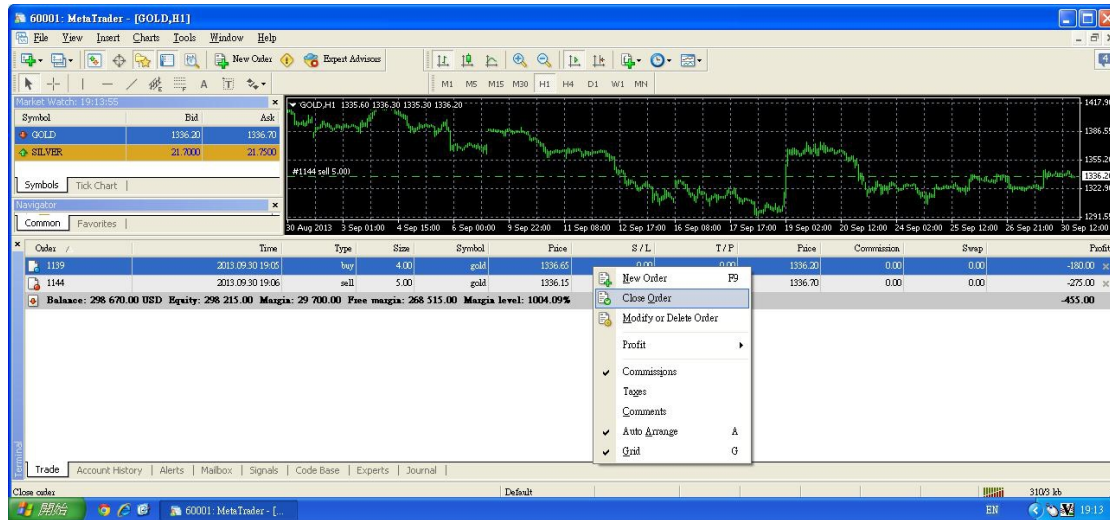 60001: MetaTrader - [GOLD,H1]
File View Insert Charts Tools Window Help
New Order Expert Advisors
A T M1 M5 M15 M30 H1 H4 D1 W1 MN
Market Watch: 19:13:55
Symbol Bid Ask
GOLD 1336.20 1336.70
SILVER 21.7000 21.7500
Symbols Tick Chart
Navigator
Common Favorites
GOLD,H1 1335.60 1336.30 1335.30 1336.20
#1144 sell 5.00
1417.90
1386.55
1355.20
1336.20
1322.90
1291.55
30 Aug 2013 3 Sep 01:00 4 Sep 15:00 6 Sep 00:00 9 Sep 22:00 11 Sep 08:00 12 Sep 17:00 16 Sep 08:00 17 Sep 17:00 19 Sep 02:00 20 Sep 12:00 24 Sep 02:00 25 Sep 12:00 26 Sep 21:00 30 Sep 12:00
Order / Time Type Size Symbol Price S / L T / P Price Commission Swap Profit
1139 2013.09.30 19:05 buy 4.00 gold 1336.65 0.00 0.00 1336.20 0.00 0.00 -180.00
1144 2013.09.30 19:06 sell 5.00 gold 1336.15 1336.70 0.00 0.00 -275.00
Balance: 298 670.00 USD Equity: 298 215.00 Margin: 29 700.00 Free margin: 268 515.00 Margin level: 1004.09% -455.00
New Order F9
Close Order
Modify or Delete Order
Profit
Commissions
Taxes
Comments
Auto Arrange A
Grid G
Terminal
Trade Account History Alerts Mailbox Signals Code Base Experts Journal
Close order Default 310/3 kb
開始 60001: MetaTrader - [... EN 19:13